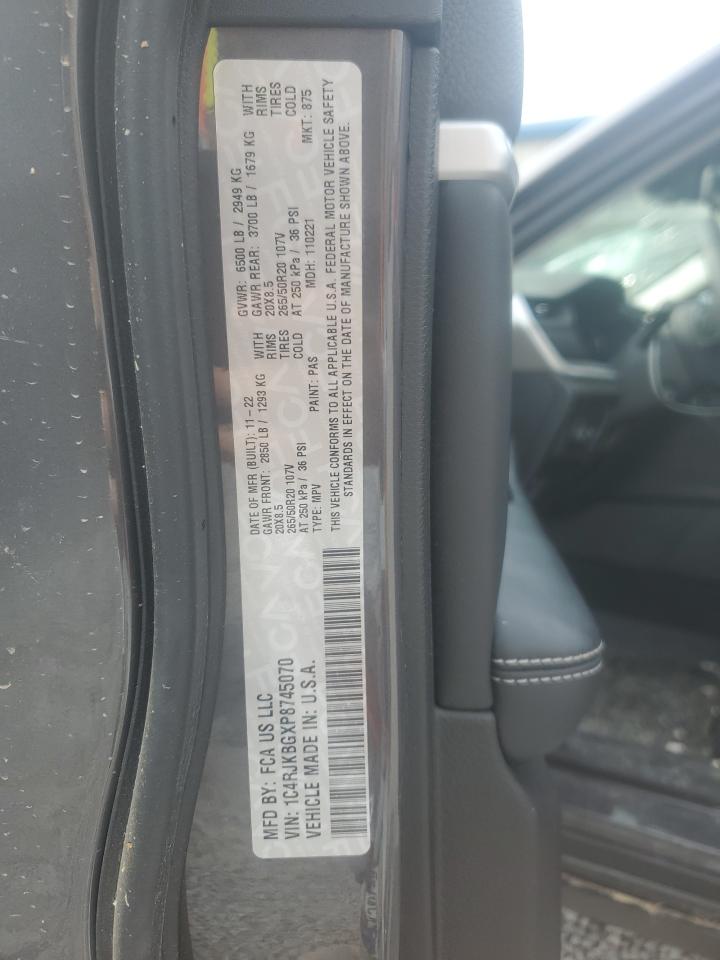 MFD BY: FCA US LLC
VIN: 1C4RJKBGXP8745070
VEHICLE MADE IN: U.S.A.
DATE OF MFR (BUILT): 11-22
GAWR FRONT: 2850 LB / 1293 KG WITH
20X8.5 RIMS
265/50R20 107V TIRES
AT 250 kPa / 36 PSI COLD
TYPE: MPV PAINT: PAS
GVWR: 6500 LB / 2949 KG
GAWR REAR: 3700 LB / 1679 KG WITH
20X8.5 RIMS
265/50R20 107V TIRES
AT 250 kPa / 36 PSI COLD
MDH: 110221 MKT: 875
THIS VEHICLE CONFORMS TO ALL APPLICABLE U.S.A. FEDERAL MOTOR VEHICLE SAFETY
STANDARDS IN EFFECT ON THE DATE OF MANUFACTURE SHOWN ABOVE.